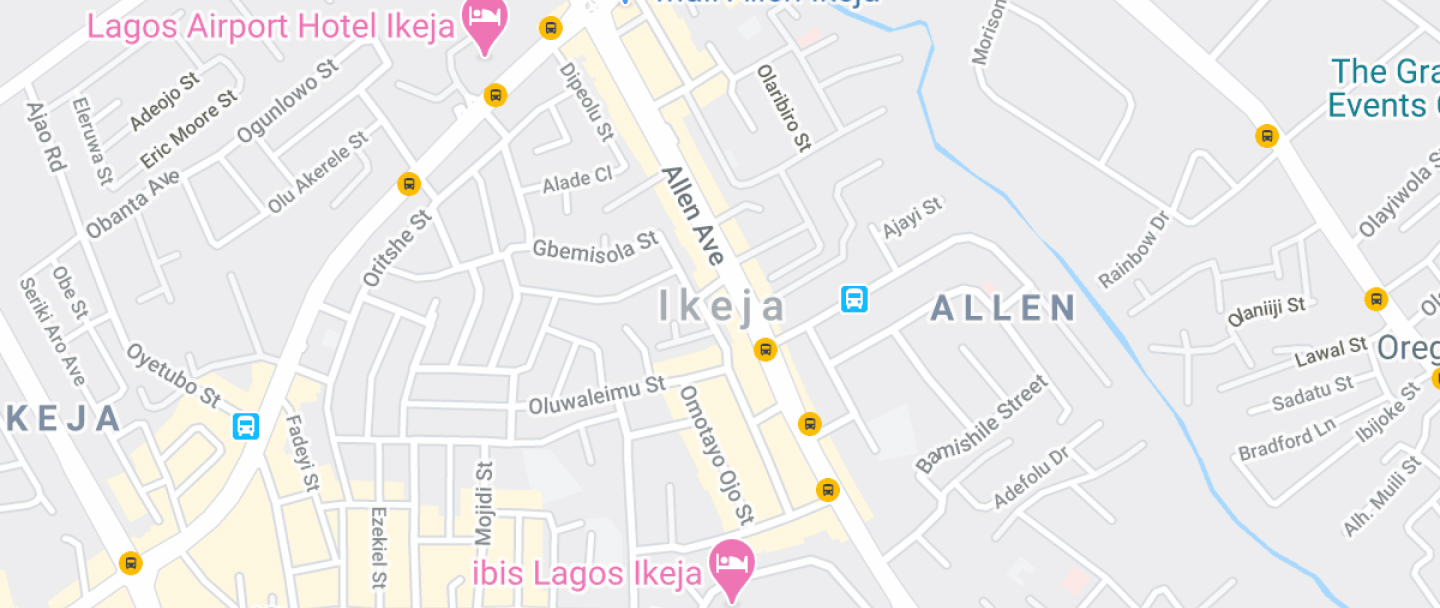 Lagos Airport Hotel Ikeja
Allen Ikeja
Morison
The Gra
Events
Adeojo St
Eric Moore St
Ogunlowo St
Eleruwa St
Ajao Rd
Olu Akerele St
Obanta Ave
Dipeolu St
Olaribiro St
Alade Cl
Allen Ave
Oritshe St
Gbemisola St
Ajayi St
Rainbow Dr
Olayiwola S
Obe St
Seriki Aro Ave
Ikeja
ALLEN
Olaniiji St
Lawal St
Oreg
Sadatu St
Ibijoke St
Bradford Ln
Alh. Muili St
Oyetubo St
KEJA
Fadeyi St
Oluwaleimu St
Omotayo Ojo St
Bamishile Street
Adefolu Dr
Mojidi St
Ezekiel St
ibis Lagos Ikeja